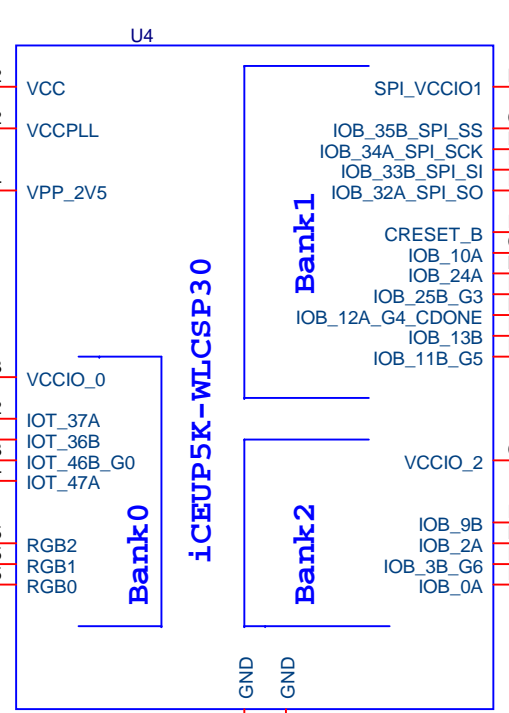 U4
VCC
VCCPLL
VPP_2V5
VCCIO_0
IOT_37A
IOT_36B
IOT_46B_G0
IOT_47A
RGB2
RGB1
RGB0
Bank0
iCEUP5K-WLCSP30
SPI_VCCIO1
IOB_35B_SPI_SS
IOB_34A_SPI_SCK
IOB_33B_SPI_SI
IOB_32A_SPI_SO
CRESET_B
IOB_10A
IOB_24A
IOB_25B_G3
IOB_12A_G4_CDONE
IOB_13B
IOB_11B_G5
Bank1
VCCIO_2
IOB_9B
IOB_2A
IOB_3B_G6
IOB_0A
Bank2
GND
GND